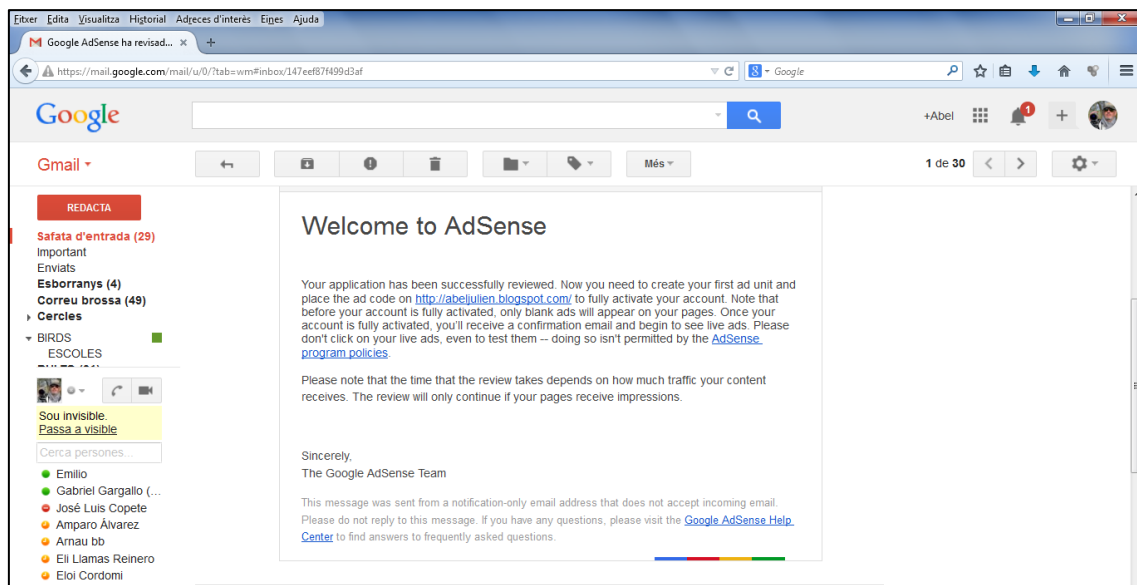 Fitxer Edita Visualitza Historial Adreces d'interès Eines Ajuda
Google AdSense ha revisad...
https://mail.google.com/mail/u/0/?tab=wm#inbox/147eef87f499d3af
Google
Google
+Abel
1
Gmail
Més
1 de 30
REDACTA
Safata d'entrada (29)
Important
Enviats
Esborranys (4)
Correu brossa (49)
Cercles
BIRDS
ESCOLES
Sou invisible.
Passa a visible
Cerca persones...
Emilio
Gabriel Gargallo (...
José Luis Copete
Amparo Álvarez
Arnau bb
Eli Llamas Reinero
Eloi Cordomi
Welcome to AdSense
Your application has been successfully reviewed. Now you need to create your first ad unit and
place the ad code on http://abeljulien.blogspot.com/ to fully activate your account. Note that
before your account is fully activated, only blank ads will appear on your pages. Once your
account is fully activated, you'll receive a confirmation email and begin to see live ads. Please
don't click on your live ads, even to test them -- doing so isn't permitted by the AdSense
program policies.
Please note that the time that the review takes depends on how much traffic your content
receives. The review will only continue if your pages receive impressions.
Sincerely,
The Google AdSense Team
This message was sent from a notification-only email address that does not accept incoming email.
Please do not reply to this message. If you have any questions, please visit the Google AdSense Help
Center to find answers to frequently asked questions.